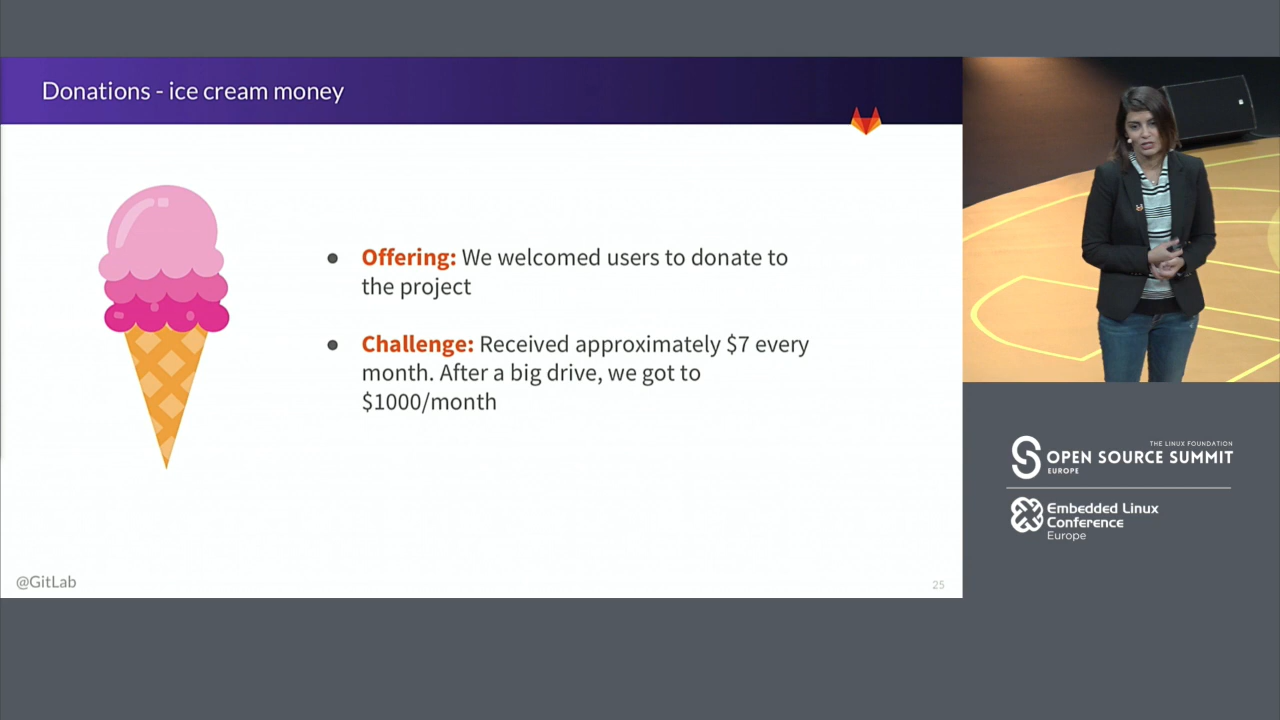 Donations - ice cream money
● Offering: We welcomed users to donate to
the project
● Challenge: Received approximately $7 every
month. After a big drive, we got to
$1000/month
@GitLab
25
THE LINUX FOUNDATION
OPEN SOURCE SUMMIT
EUROPE
Embedded Linux
Conference
Europe